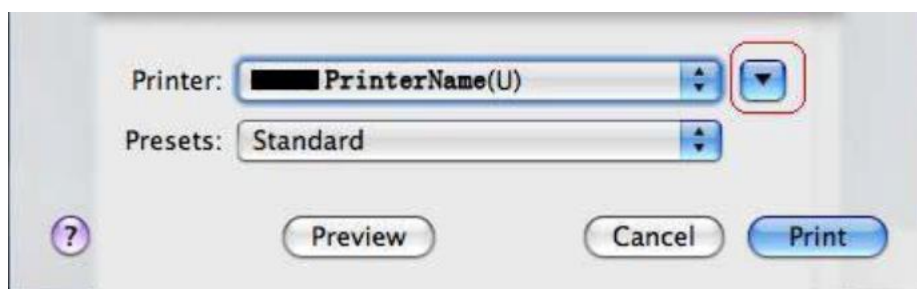 Printer: PrinterName(U)
Presets: Standard
? Preview Cancel Print